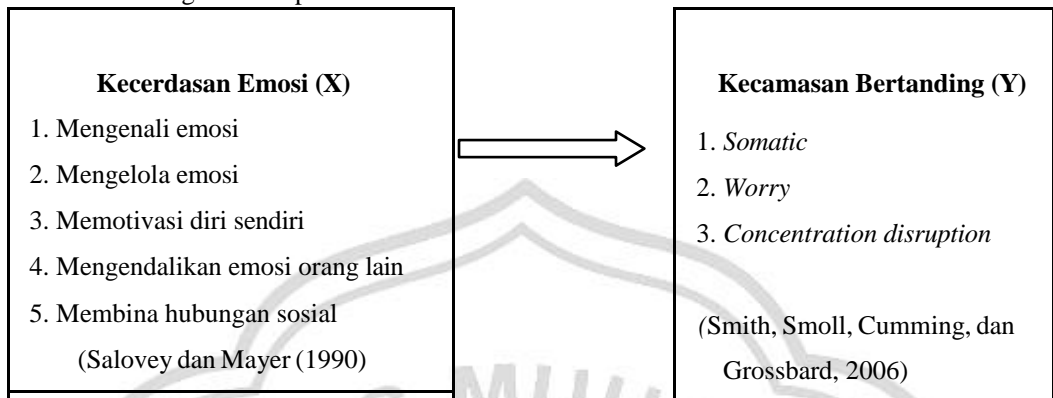 Kecerdasan Emosi (X)
1. Mengenali emosi
2. Mengelola emosi
3. Memotivasi diri sendiri
4. Mengendalikan emosi orang lain
5. Membina hubungan sosial
(Salovey dan Mayer (1990)
Kecamasan Bertanding (Y)
1. Somatic
2. Worry
3. Concentration disruption
(Smith, Smoll, Cumming, dan
Grossbard, 2006)